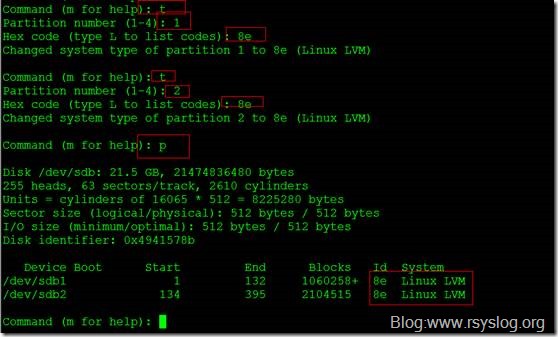 Command (m for help): t
Partition number (1-4): 1
Hex code (type L to list codes): 8e
Changed system type of partition 1 to 8e (Linux LVM)
Command (m for help): t
Partition number (1-4): 2
Hex code (type L to list codes): 8e
Changed system type of partition 2 to 8e (Linux LVM)
Command (m for help): p
Disk /dev/sdb: 21.5 GB, 21474836480 bytes
255 heads, 63 sectors/track, 2610 cylinders
Units = cylinders of 16065 * 512 = 8225280 bytes
Sector size (logical/physical): 512 bytes / 512 bytes
I/O size (minimum/optimal): 512 bytes / 512 bytes
Disk identifier: 0x4941578b
Device Boot Start End Blocks Id System
/dev/sdb1 1 132 1060258+ 8e Linux LVM
/dev/sdb2 134 395 2104515 8e Linux LVM
Command (m for help):
Blog:www.rsyslog.org